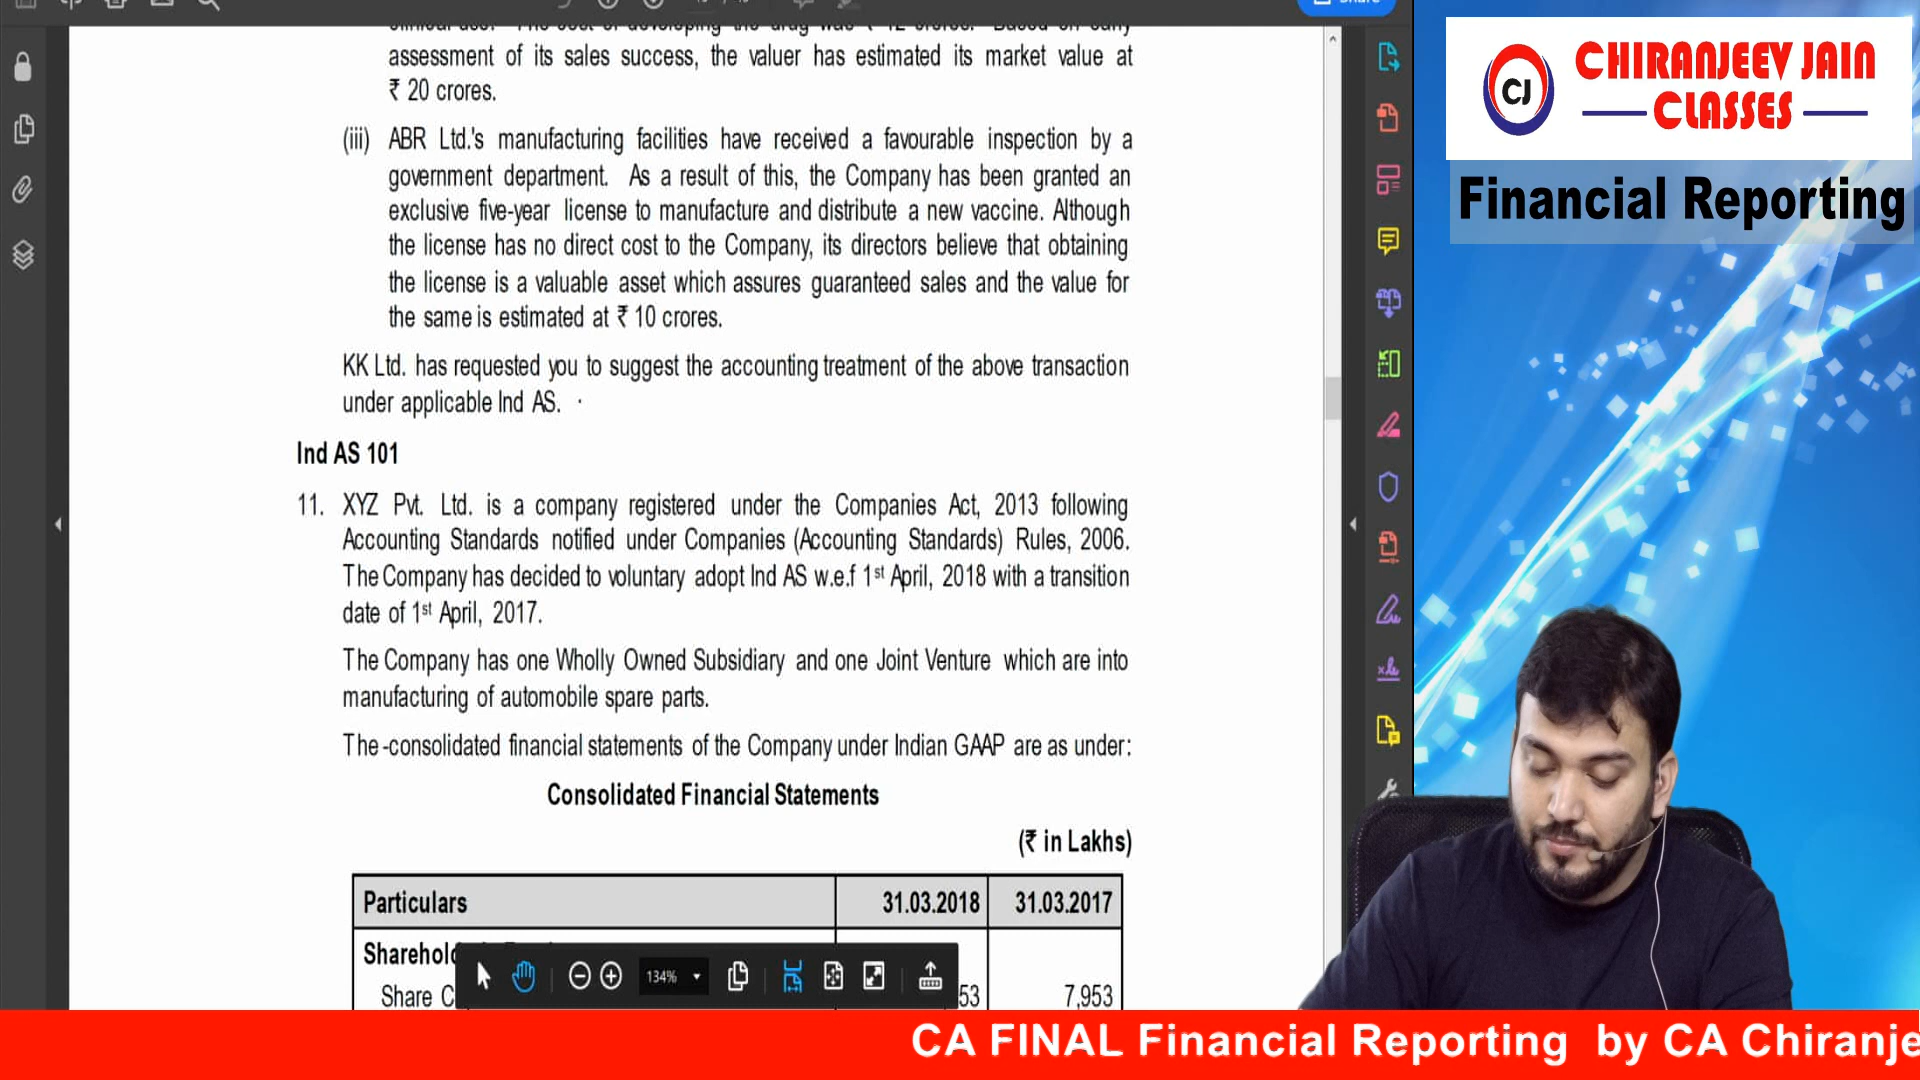 assessment of its sales success, the valuer has estimated its market value at
₹ 20 crores.
(iii) ABR Ltd.'s manufacturing facilities have received a favourable inspection by a
government department. As a result of this, the Company has been granted an
exclusive five-year license to manufacture and distribute a new vaccine. Although
the license has no direct cost to the Company, its directors believe that obtaining
the license is a valuable asset which assures guaranteed sales and the value for
the same is estimated at ₹ 10 crores.
KK Ltd. has requested you to suggest the accounting treatment of the above transaction
under applicable Ind AS.
Ind AS 101
11. XYZ Pvt. Ltd. is a company registered under the Companies Act, 2013 following
Accounting Standards notified under Companies (Accounting Standards) Rules, 2006.
The Company has decided to voluntary adopt Ind AS w.e.f 1st April, 2018 with a transition
date of 1st April, 2017.
The Company has one Wholly Owned Subsidiary and one Joint Venture which are into
manufacturing of automobile spare parts.
The -consolidated financial statements of the Company under Indian GAAP are as under:
Consolidated Financial Statements
(₹ in Lakhs)
Particulars 31.03.2018 31.03.2017
Share C 53 7,953
134%
CJ
CHIRANJEEV JAIN
CLASSES
Financial Reporting
CA FINAL Financial Reporting by CA Chiranje